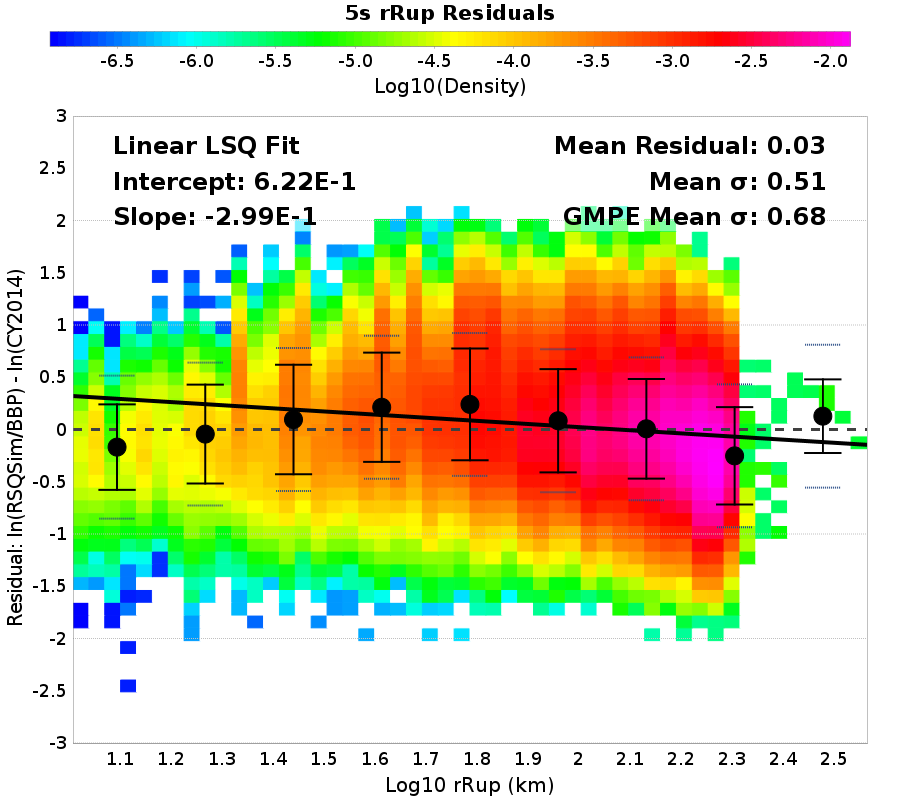 5s rRup Residuals
-6.5 -6.0 -5.5 -5.0 -4.5 -4.0 -3.5 -3.0 -2.5 -2.0
Log10(Density)
Linear LSQ Fit
Intercept: 6.22E-1
Slope: -2.99E-1
Mean Residual: 0.03
Mean σ: 0.51
GMPE Mean σ: 0.68
Residual: ln(RSQSim/BBP) - ln(CY2014)
3
2.5
2
1.5
1
0.5
0
-0.5
-1
-1.5
-2
-2.5
-3
1.1 1.2 1.3 1.4 1.5 1.6 1.7 1.8 1.9 2 2.1 2.2 2.3 2.4 2.5
Log10 rRup (km)